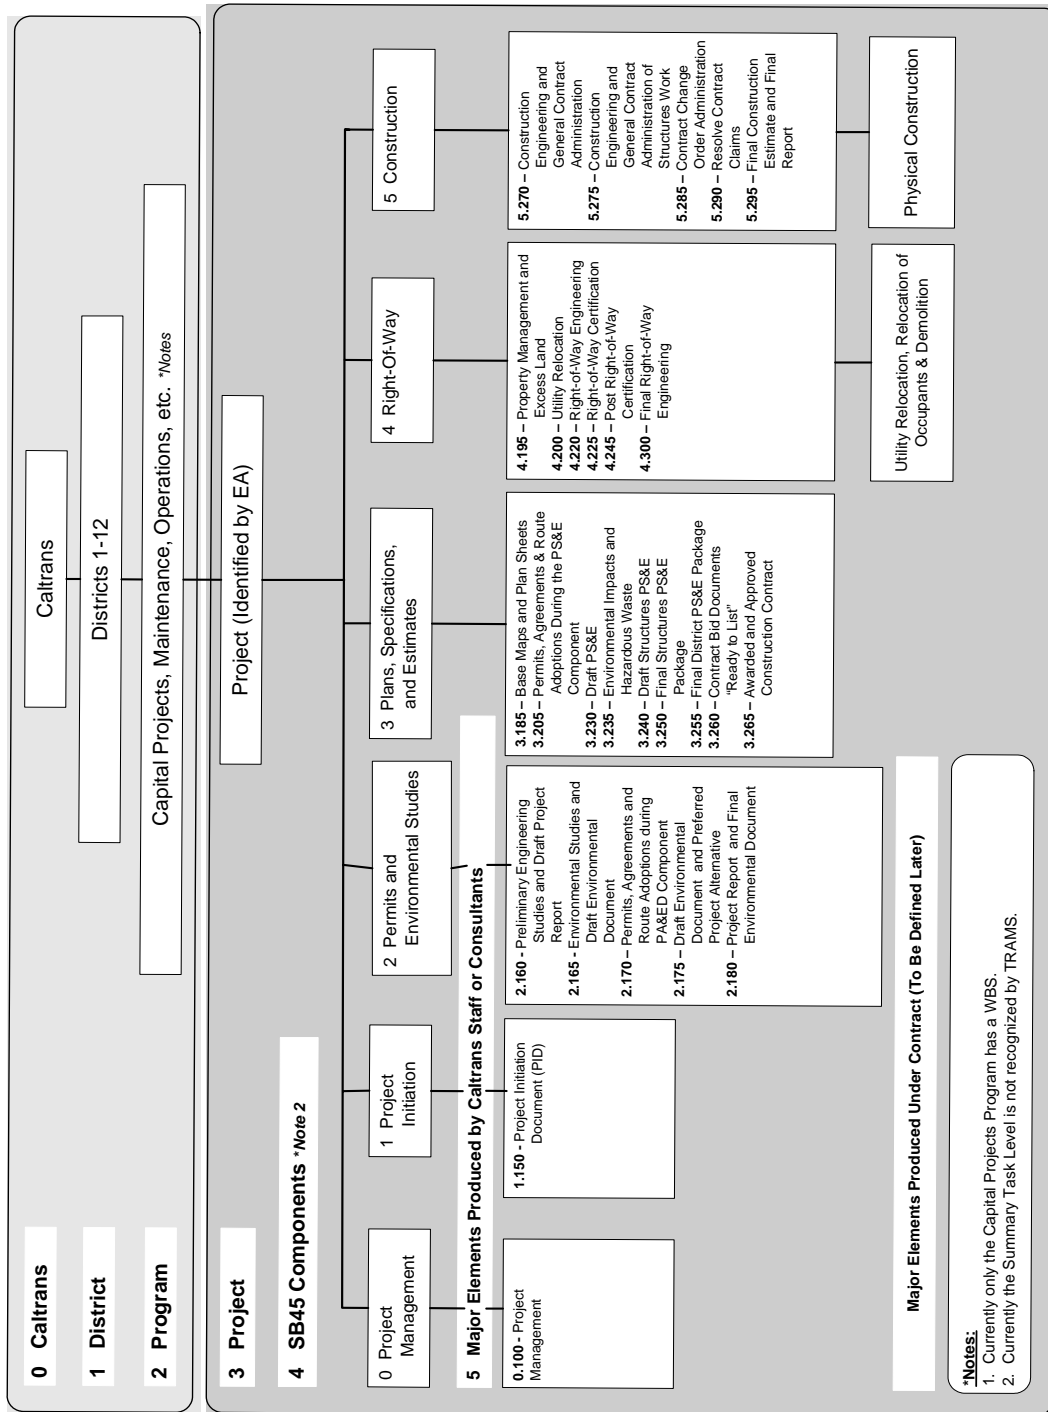 0 Caltrans
Caltrans
1 District
Districts 1-12
2 Program
Capital Projects, Maintenance, Operations, etc. *Notes
3 Project
Project (Identified by EA)
4 SB45 Components *Note 2
0 Project
Management
1 Project
Initiation
2 Permits and
Environmental Studies
3 Plans, Specifications,
and Estimates
4 Right-Of-Way
5 Construction
5 Major Elements Produced by Caltrans Staff or Consultants
0.100 - Project
Management
1.150 - Project Initiation
Document (PID)
2.160 - Preliminary Engineering
Studies and Draft Project
Report
2.165 – Environmental Studies and
Draft Environmental
Document
2.170 – Permits, Agreements and
Route Adoptions during
PA&ED Component
2.175 – Draft Environmental
Document and Preferred
Project Alternative
2.180 – Project Report and Final
Environmental Document
3.185 – Base Maps and Plan Sheets
3.205 – Permits, Agreements & Route
Adoptions During the PS&E
Component
3.230 – Draft PS&E
3.235 – Environmental Impacts and
Hazardous Waste
3.240 – Draft Structures PS&E
3.250 – Final Structures PS&E
Package
3.255 – Final District PS&E Package
3.260 – Contract Bid Documents
“Ready to List”
3.265 – Awarded and Approved
Construction Contract
4.195 – Property Management and
Excess Land
4.200 – Utility Relocation
4.220 – Right-of-Way Engineering
4.225 – Right-of-Way Certification
4.245 – Post Right-of-Way
Certification
4.300 – Final Right-of-Way
Engineering
5.270 – Construction
Engineering and
General Contract
Administration
5.275 – Construction
Engineering and
General Contract
Administration of
Structures Work
5.285 – Contract Change
Order Administration
5.290 – Resolve Contract
Claims
5.295 – Final Construction
Estimate and Final
Report
Major Elements Produced Under Contract (To Be Defined Later)
Utility Relocation, Relocation of
Occupants & Demolition
Physical Construction
*Notes:
1. Currently only the Capital Projects Program has a WBS.
2. Currently the Summary Task Level is not recognized by TRAMS.